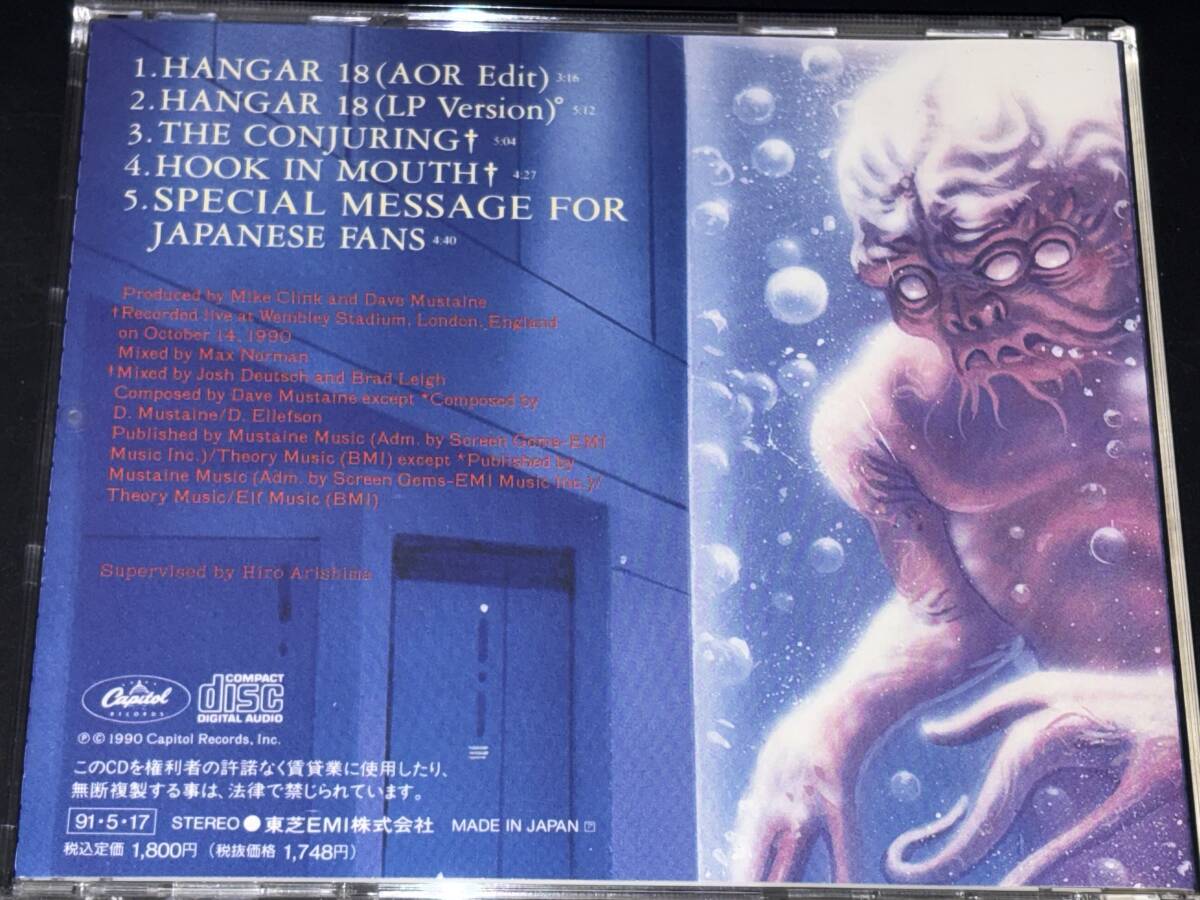 1. HANGAR 18 (AOR Edit) 3:16
2. HANGAR 18 (LP Version)° 5:12
3. THE CONJURING† 5:04
4. HOOK IN MOUTH† 4:27
5. SPECIAL MESSAGE FOR
JAPANESE FANS 4:40
Produced by Mike Clink and Dave Mustaine
†Recorded live at Wembley Stadium, London, England
on October 14, 1990
Mixed by Max Norman
†Mixed by Josh Deutsch and Brad Leigh
Composed by Dave Mustaine except *Composed by
D. Mustaine/D. Ellefson
Published by Mustaine Music (Adm. by Screen Gems-EMI
Music Inc.)/Theory Music (BMI) except *Published by
Mustaine Music (Adm. by Screen Gems-EMI Music Inc.)/
Theory Music/Elf Music (BMI)
Supervised by Hiro Arishima
Capitol
RECORDS
COMPACT
disc
DIGITAL AUDIO
℗©1990 Capitol Records, Inc.
このCDを権利者の許諾なく賃貸業に使用したり、
無断複製する事は、法律で禁じられています。
91・5・17 STEREO●東芝EMI株式会社 MADE IN JAPAN
税込定価 1,800円 (税抜価格 1,748円)